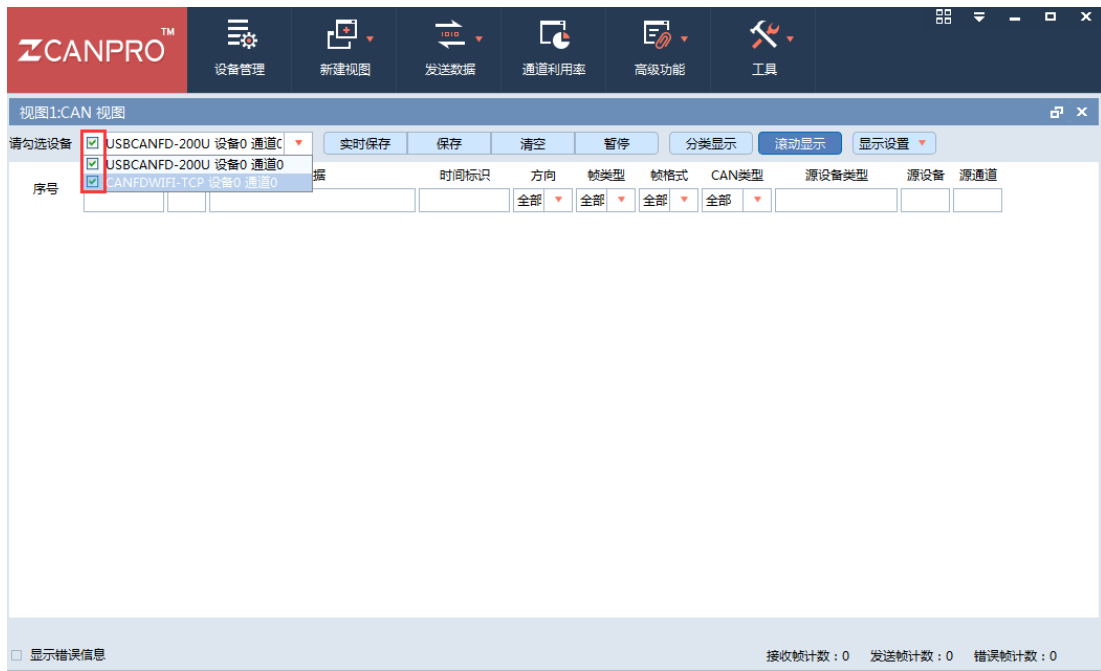 ZCANPRO™
设备管理 新建视图 发送数据 通道利用率 高级功能 工具
视图1:CAN 视图
请勾选设备 USBCANFD-200U 设备0 通道 实时保存 保存 清空 暂停 分类显示 滚动显示 显示设置
USBCANFD-200U 设备0 通道0
CANFDWIFI-TCP 设备0 通道0
序号 据 时间标识 方向 帧类型 帧格式 CAN类型 源设备类型 源设备 源通道
全部 全部 全部 全部
显示错误信息 接收帧计数：0 发送帧计数：0 错误帧计数：0